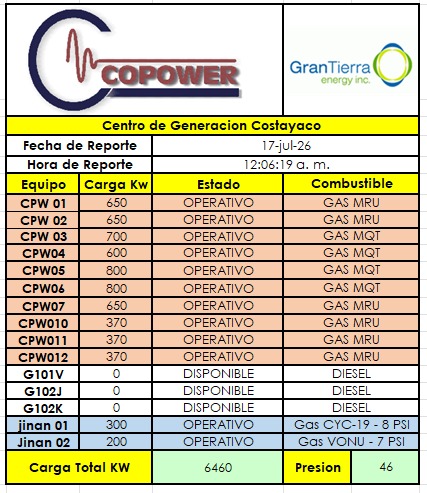 COPOWER
GranTierra
energy inc.
Centro de Generacion Costayaco
Fecha de Reporte 17-jul-26
Hora de Reporte 12:06:19 a. m.
Equipo Carga Kw Estado Combustible
CPW 01 650 OPERATIVO GAS MRU
CPW 02 650 OPERATIVO GAS MRU
CPW 03 700 OPERATIVO GAS MQT
CPW04 600 OPERATIVO GAS MQT
CPW05 800 OPERATIVO GAS MQT
CPW06 800 OPERATIVO GAS MQT
CPW07 650 OPERATIVO GAS MRU
CPW010 370 OPERATIVO GAS MRU
CPW011 370 OPERATIVO GAS MRU
CPW012 370 OPERATIVO GAS MRU
G101V 0 DISPONIBLE DIESEL
G102J 0 DISPONIBLE DIESEL
G102K 0 DISPONIBLE DIESEL
jinan 01 300 OPERATIVO Gas CYC-19 - 8 PSI
Jinan 02 200 OPERATIVO Gas VONU - 7 PSI
Carga Total KW 6460 Presion 46